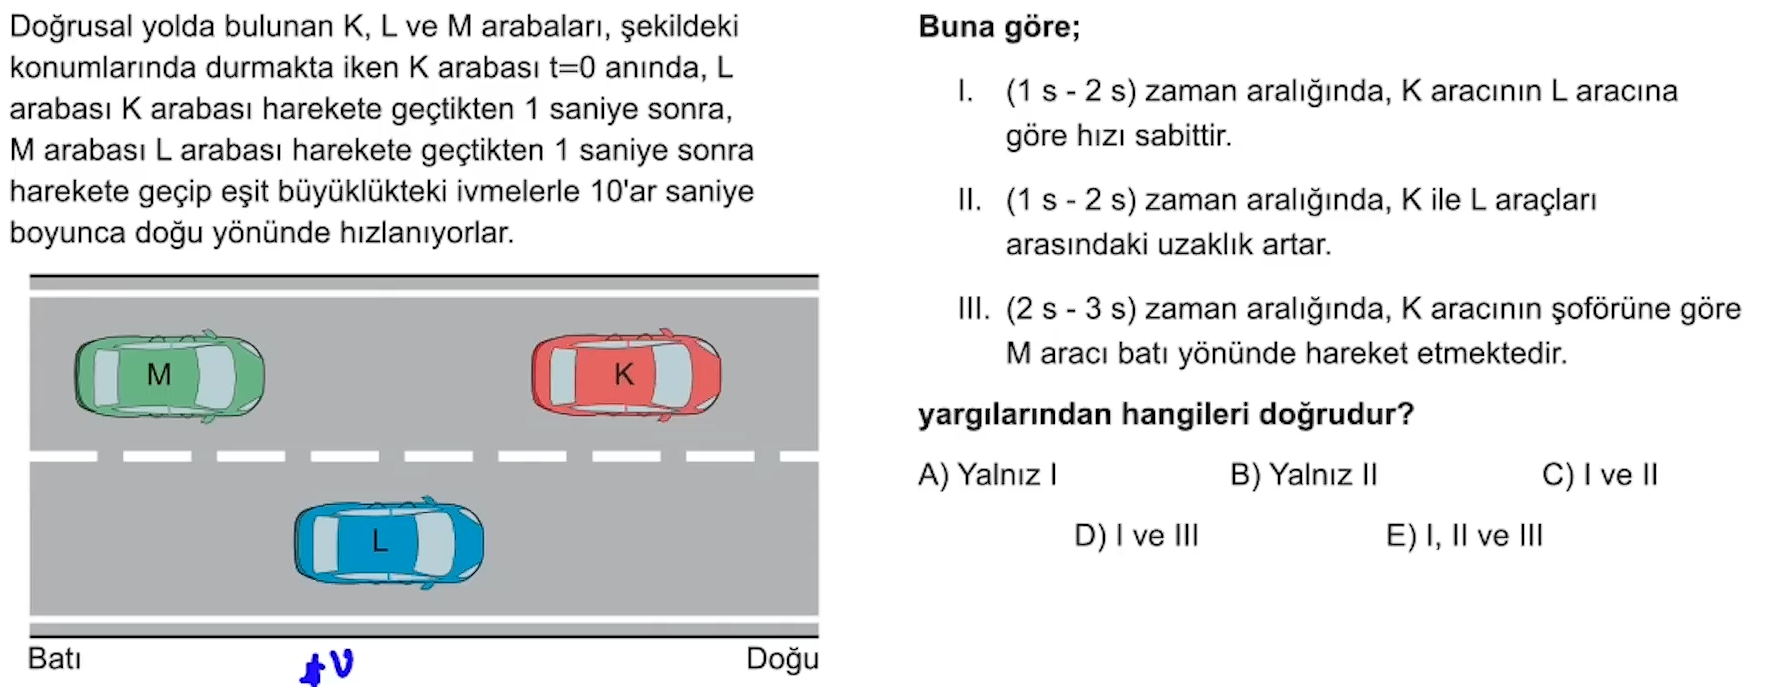 Doğrusal yolda bulunan K, L ve M arabaları, şekildeki
konumlarında durmakta iken K arabası t=0 anında, L
arabası K arabası harekete geçtikten 1 saniye sonra,
M arabası L arabası harekete geçtikten 1 saniye sonra
harekete geçip eşit büyüklükteki ivmelerle 10'ar saniye
boyunca doğu yönünde hızlanıyorlar.
M
K
L
Batı
Doğu
Buna göre;
I. (1 s - 2 s) zaman aralığında, K aracının L aracına
göre hızı sabittir.
II. (1 s - 2 s) zaman aralığında, K ile L araçları
arasındaki uzaklık artar.
III. (2 s - 3 s) zaman aralığında, K aracının şoförüne göre
M aracı batı yönünde hareket etmektedir.
yargılarından hangileri doğrudur?
A) Yalnız I B) Yalnız II C) I ve II
D) I ve III E) I, II ve III